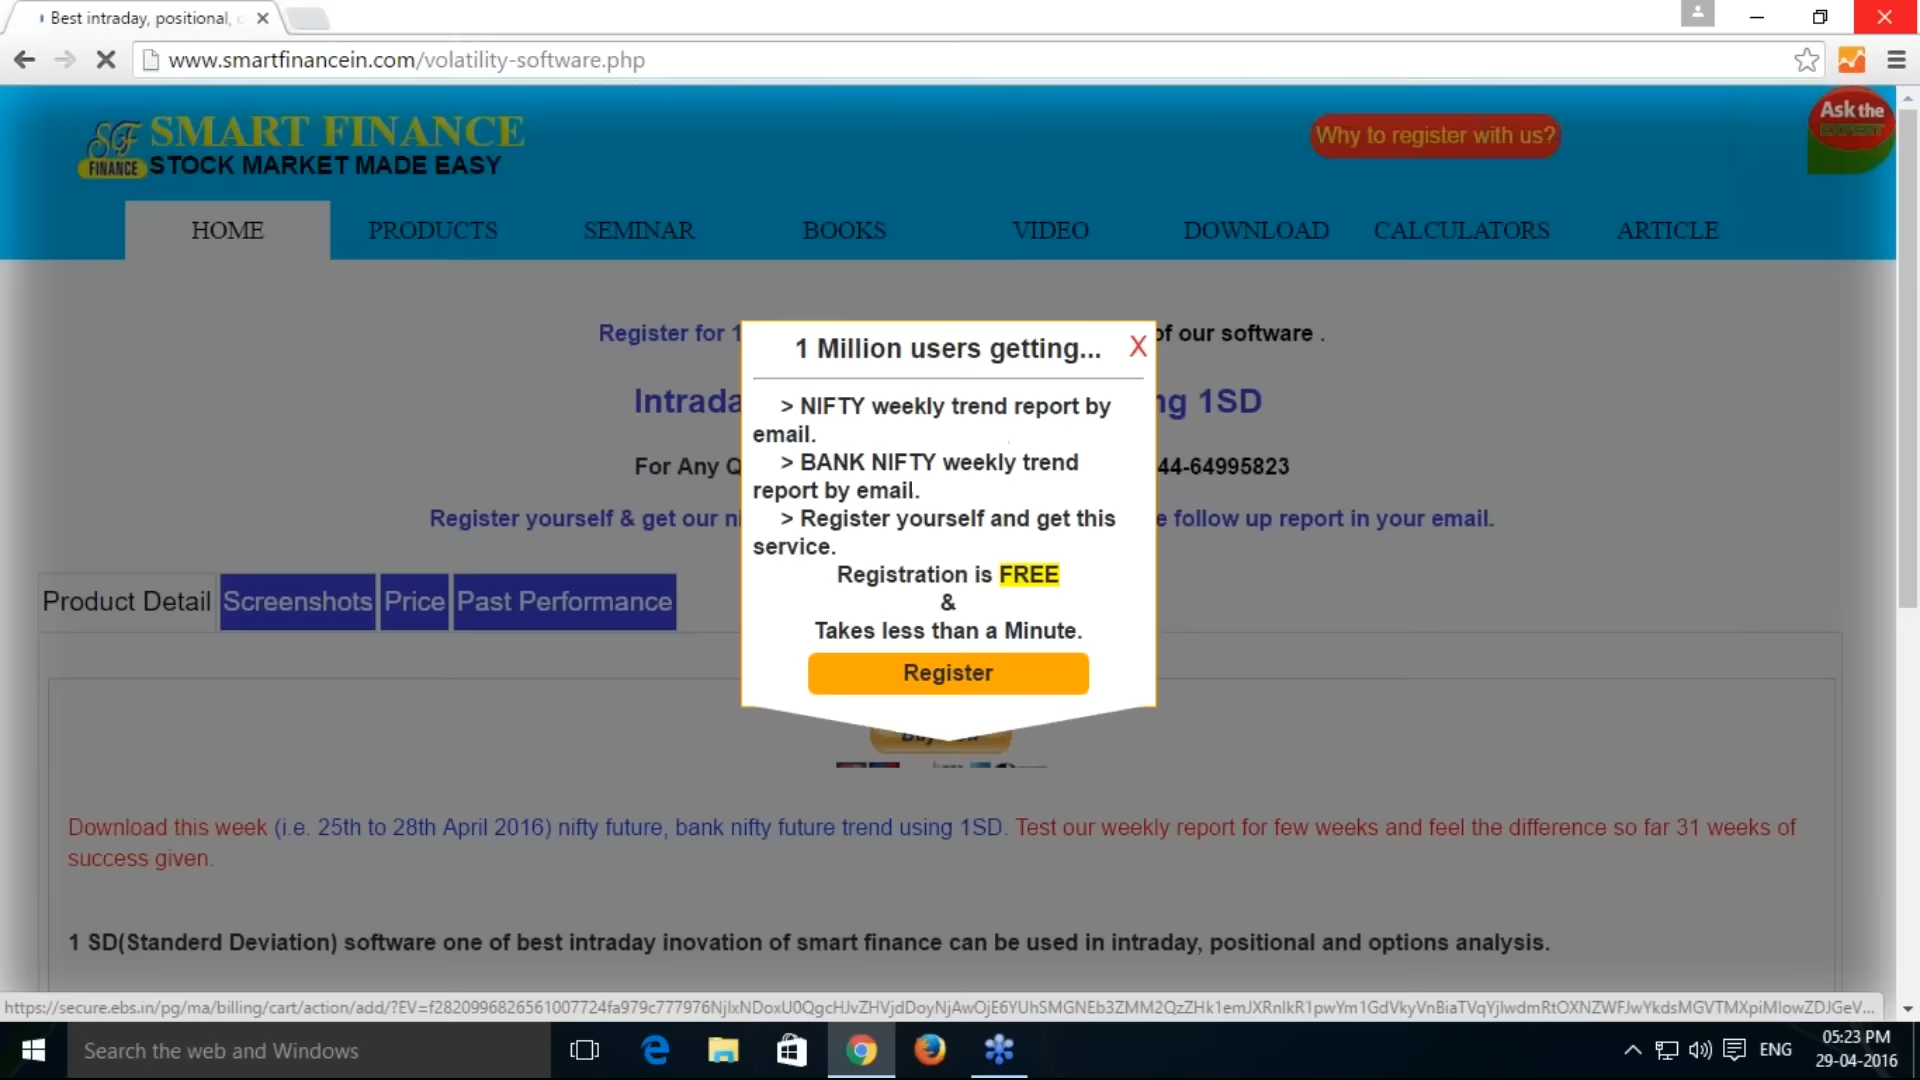 Best intraday, positional, c
www.smartfinancein.com/volatility-software.php
SF FINANCE
SMART FINANCE
STOCK MARKET MADE EASY
Why to register with us?
Ask the
EXPERT
HOME PRODUCTS SEMINAR BOOKS VIDEO DOWNLOAD CALCULATORS ARTICLE
Register for 1 of our software .
Intrada ng 1SD
For Any Q 44-64995823
Register yourself & get our ni e follow up report in your email.
1 Million users getting... X
> NIFTY weekly trend report by
email.
> BANK NIFTY weekly trend
report by email.
> Register yourself and get this
service.
Registration is FREE
&
Takes less than a Minute.
Register
Product Detail Screenshots Price Past Performance
Download this week (i.e. 25th to 28th April 2016) nifty future, bank nifty future trend using 1SD. Test our weekly report for few weeks and feel the difference so far 31 weeks of
success given.
1 SD(Standerd Deviation) software one of best intraday inovation of smart finance can be used in intraday, positional and options analysis.
Search the web and Windows
ENG
05:23 PM
29-04-2016